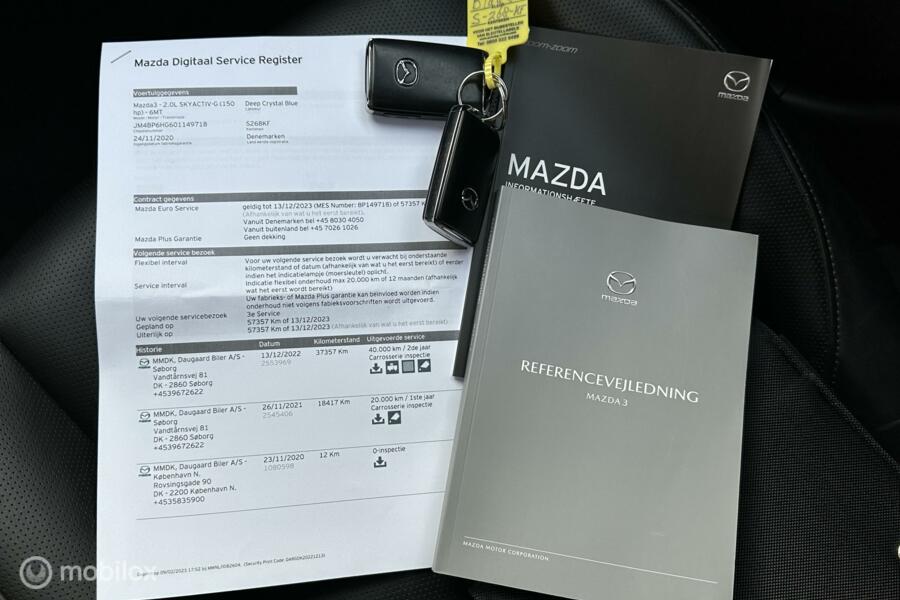 S-268-KF
VOOR HET BIJBESTELLEN
VAN SLEUTELLABELS
zoom-zoom
mazda
MAZDA
INFORMATIONSHÆFTE
mazda
REFERENCEVEJLEDNING
MAZDA 3
MAZDA MOTOR CORPORATION
Mazda Digitaal Service Register
Voertuiggegevens
Mazda3 - 2.0L SKYACTIV-G (150 Deep Crystal Blue
hp) - 6MT
JM4BP6HG601149718 S268KF
24/11/2020 Denemarken
Contract gegevens
Mazda Euro Service geldig tot 13/12/2023 (MES Number: BP149718) of 57357 K
(Afhankelijk van wat u het eerst bereikt).
Vanuit Denemarken bel +45 8030 4050
Vanuit buitenland bel +45 7026 1026
Mazda Plus Garantie Geen dekking
Volgende service bezoek
Flexibel interval Voor uw volgende service bezoek wordt u verwacht bij onderstaande
kilometerstand of datum (afhankelijk van wat u het eerst bereikt) of eerder
indien het indicatielampje (moersleutel) oplicht.
Service interval Indicatie flexibel onderhoud max 20.000 km of 12 maanden (afhankelijk van
wat het eerst wordt bereikt)
Uw fabrieks- of Mazda Plus garantie kan beïnvloed worden indien
onderhoud niet volgens fabrieksvoorschriften wordt uitgevoerd.
Uw volgende servicebezoek 3e Service
Gepland op 57357 Km of 13/12/2023
Uiterlijk op 57357 Km of 13/12/2023 (Afhankelijk van wat u het eerst bereikt)
Historie Datum Kilometerstand Uitgevoerde service
MMDK, Daugaard Biler A/S - 13/12/2022 37357 Km 40.000 km / 2de jaar
Søborg 2553969 Carrosserie inspectie
Vandtårnsvej 81
DK - 2860 Søborg
+4539672622
MMDK, Daugaard Biler A/S - 26/11/2021 18417 Km 20.000 km / 1ste jaar
Søborg 2545406 Carrosserie inspectie
Vandtårnsvej 81
DK - 2860 Søborg
+4539672622
MMDK, Daugaard Biler A/S - 23/11/2020 12 Km 0-inspectie
København N. 1080598
Rovsingsgade 90
DK - 2200 København N.
+4535835900
mobilox